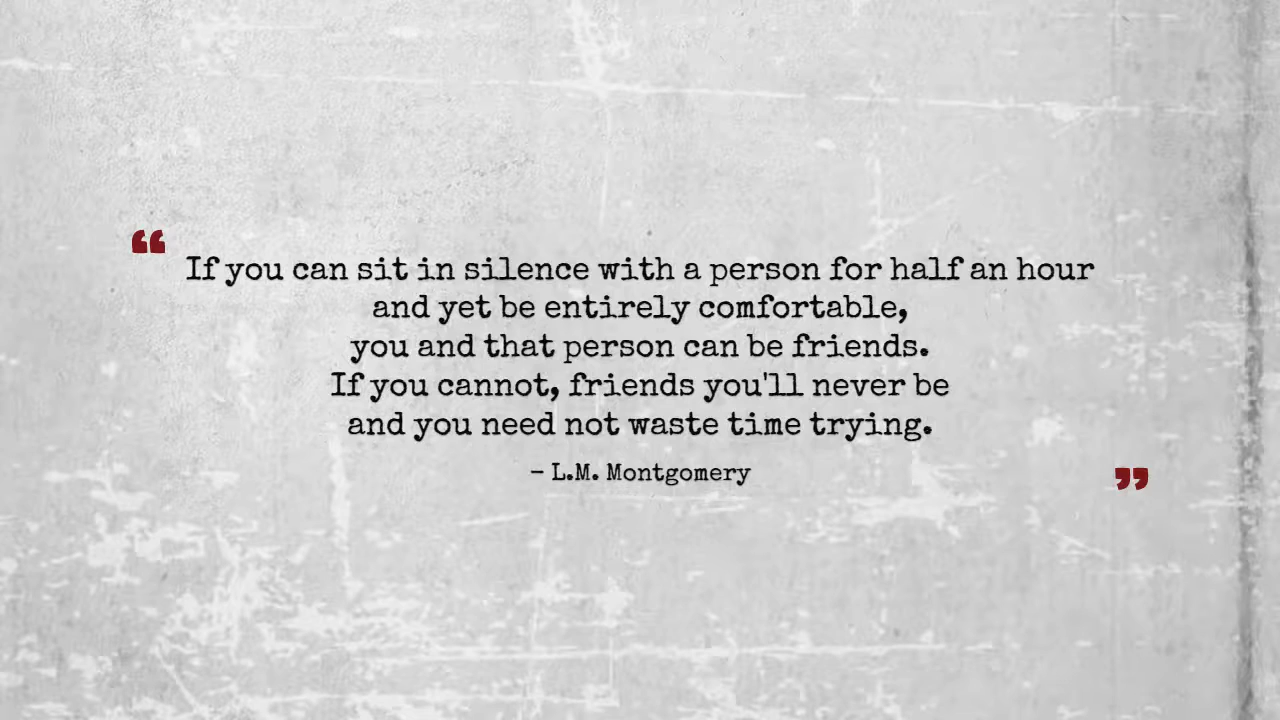 “
If you can sit in silence with a person for half an hour
and yet be entirely comfortable,
you and that person can be friends.
If you cannot, friends you'll never be
and you need not waste time trying.
– L.M. Montgomery
”